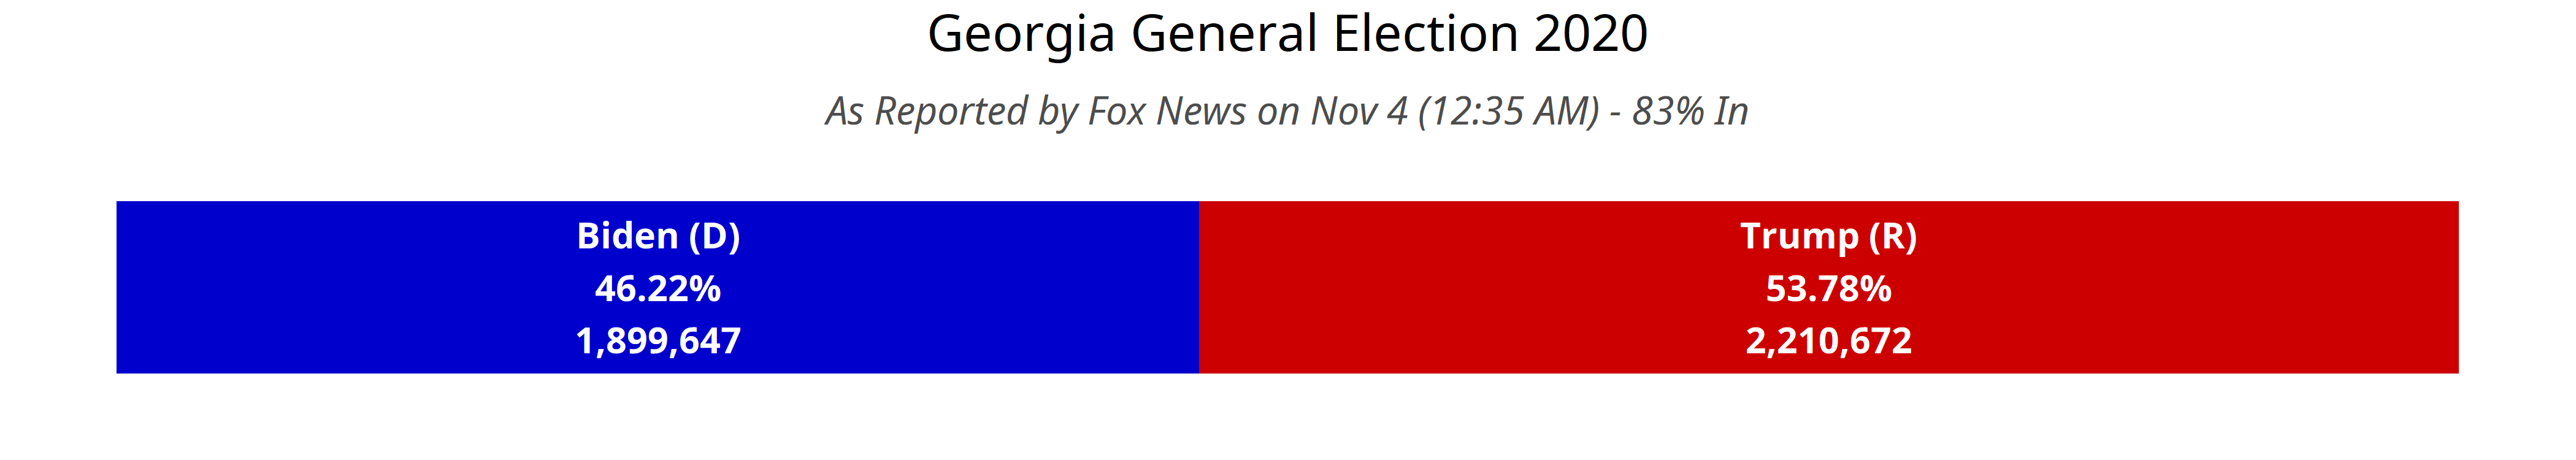 Georgia General Election 2020
As Reported by Fox News on Nov 4 (12:35 AM) - 83% In
Biden (D)
46.22%
1,899,647
Trump (R)
53.78%
2,210,672